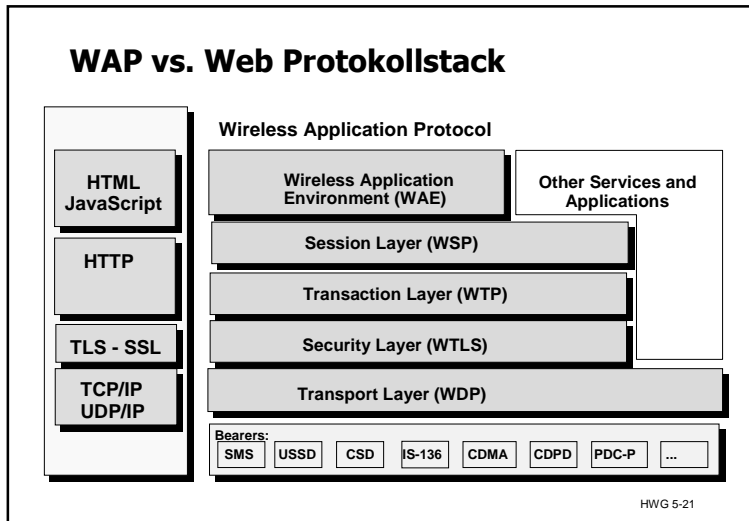 WAP vs. Web Protokollstack
HTML
JavaScript
HTTP
TLS - SSL
TCP/IP
UDP/IP
Wireless Application Protocol
Wireless Application
Environment (WAE)
Other Services and
Applications
Session Layer (WSP)
Transaction Layer (WTP)
Security Layer (WTLS)
Transport Layer (WDP)
Bearers:
SMS USSD CSD IS-136 CDMA CDPD PDC-P ...
HWG 5-21